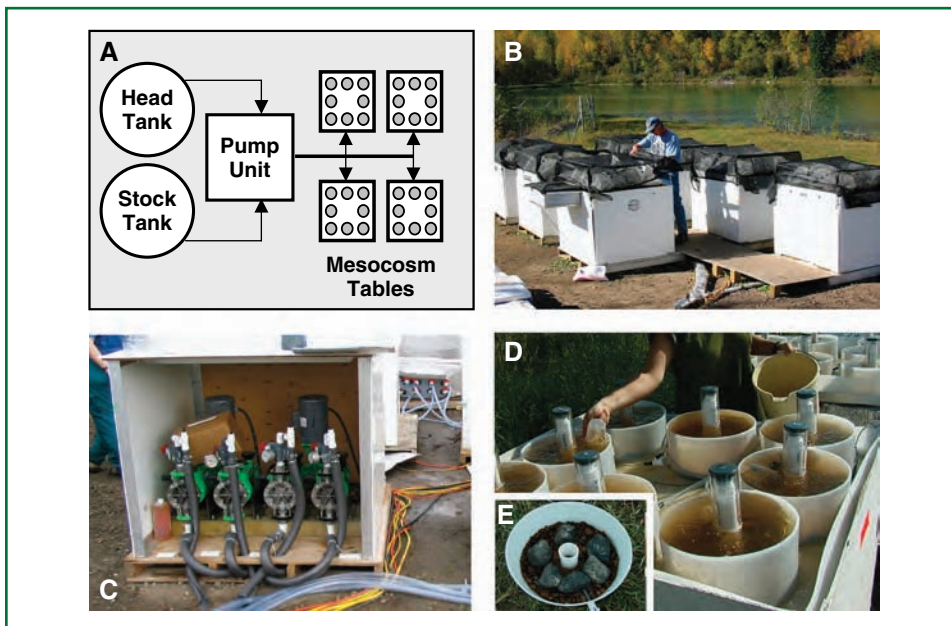 A
Head
Tank
Stock
Tank
Pump
Unit
Mesocosm
Tables
B
C
D
E